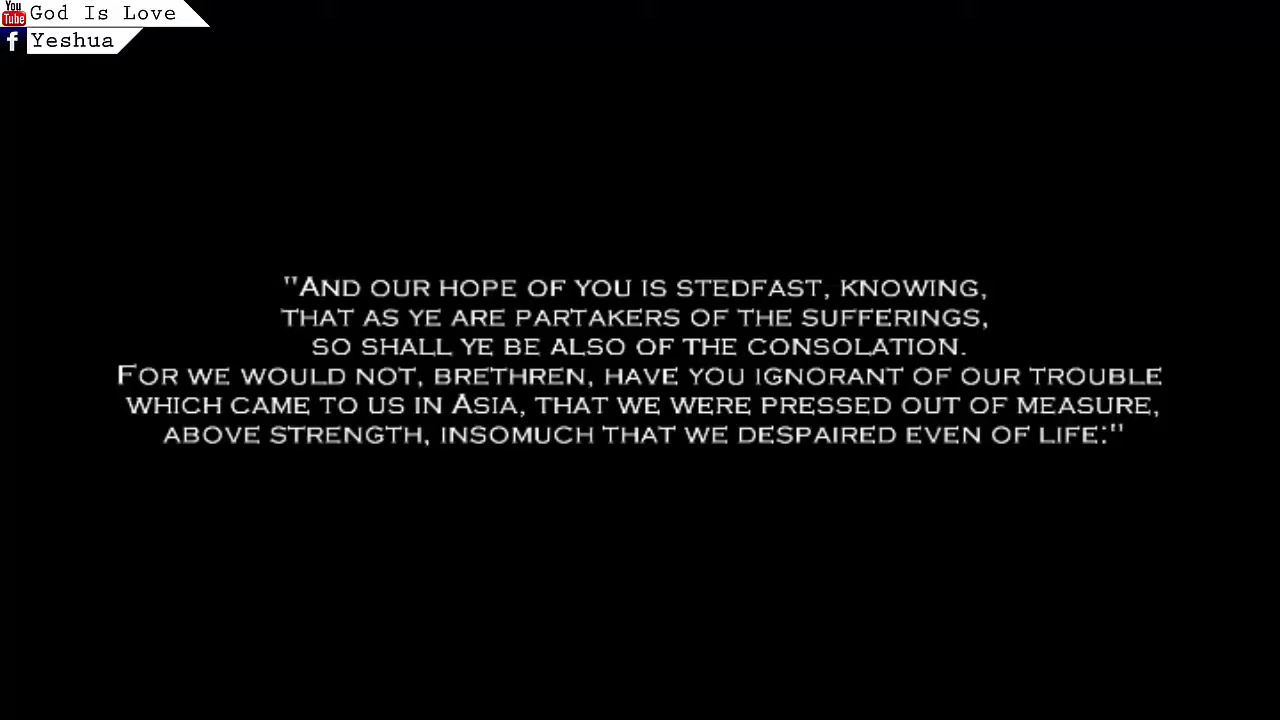 You Tube God Is Love
f Yeshua
"And our hope of you is stedfast, knowing,
that as ye are partakers of the sufferings,
so shall ye be also of the consolation.
For we would not, brethren, have you ignorant of our trouble
which came to us in Asia, that we were pressed out of measure,
above strength, insomuch that we despaired even of life:"